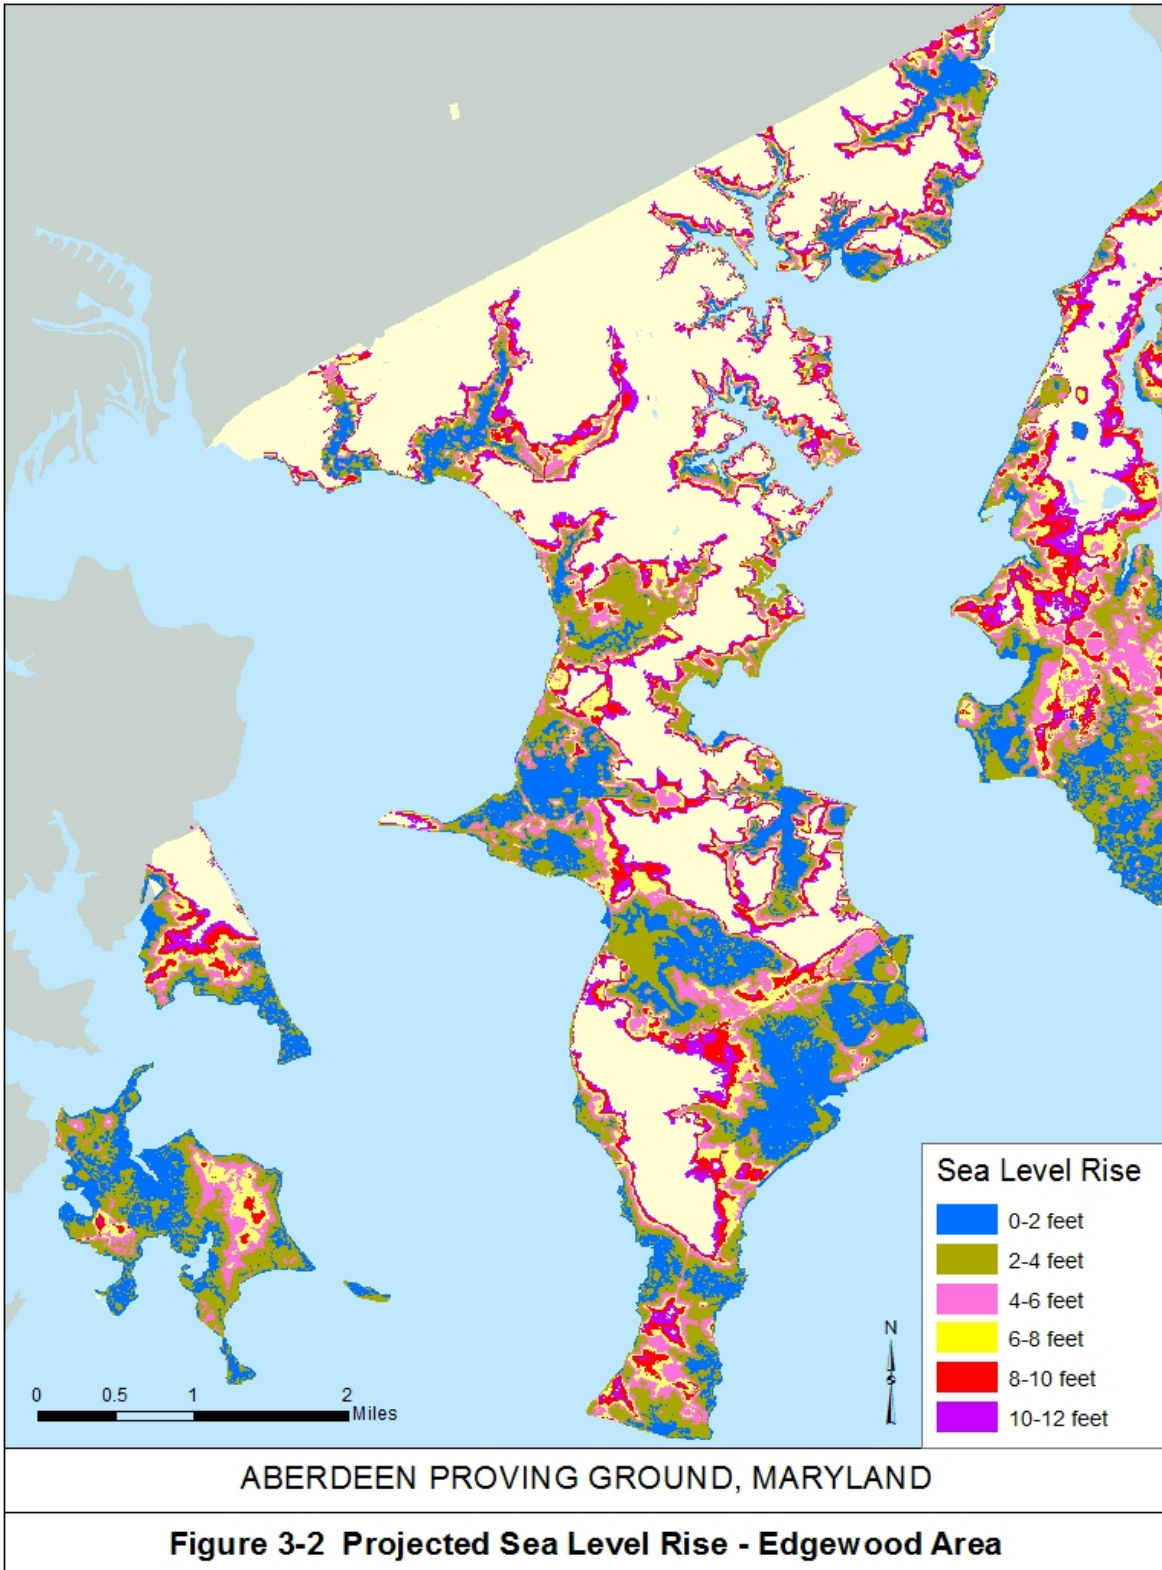 Sea Level Rise
0-2 feet
2-4 feet
4-6 feet
6-8 feet
8-10 feet
10-12 feet
N
0 0.5 1 2
Miles
ABERDEEN PROVING GROUND, MARYLAND
Figure 3-2 Projected Sea Level Rise - Edgewood Area